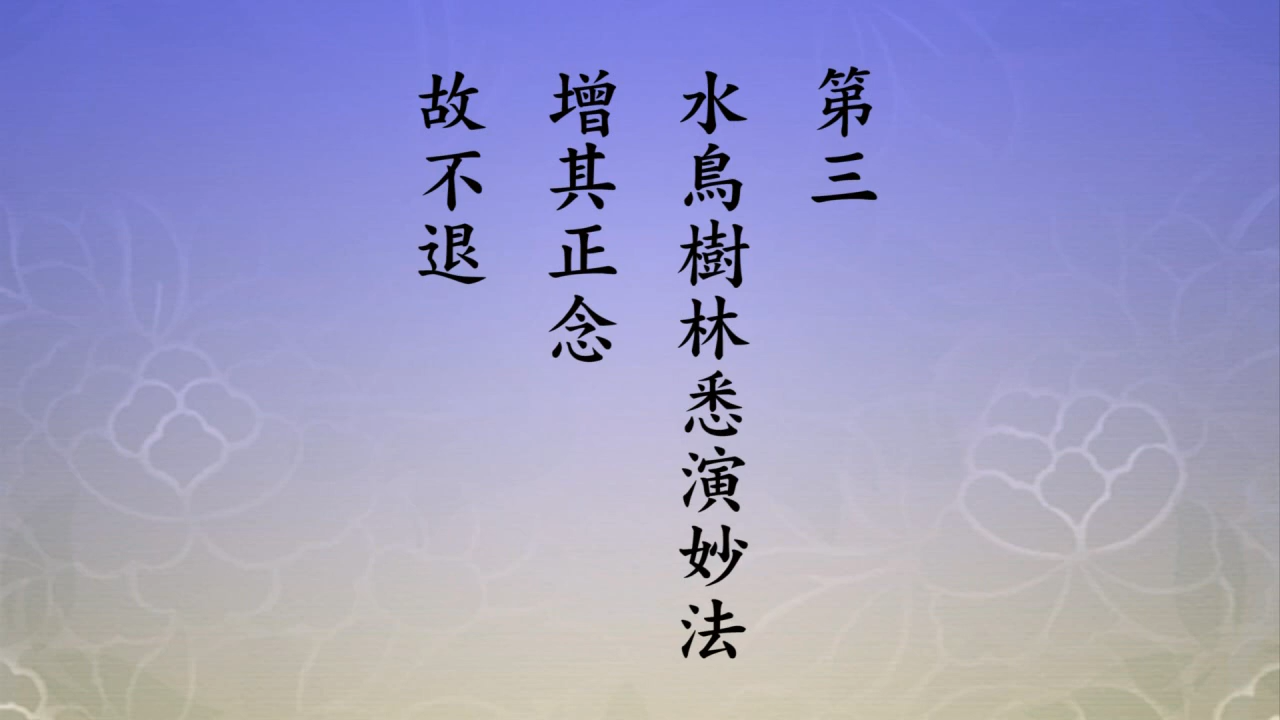 第三
水鳥樹林悉演妙法
增其正念
故不退